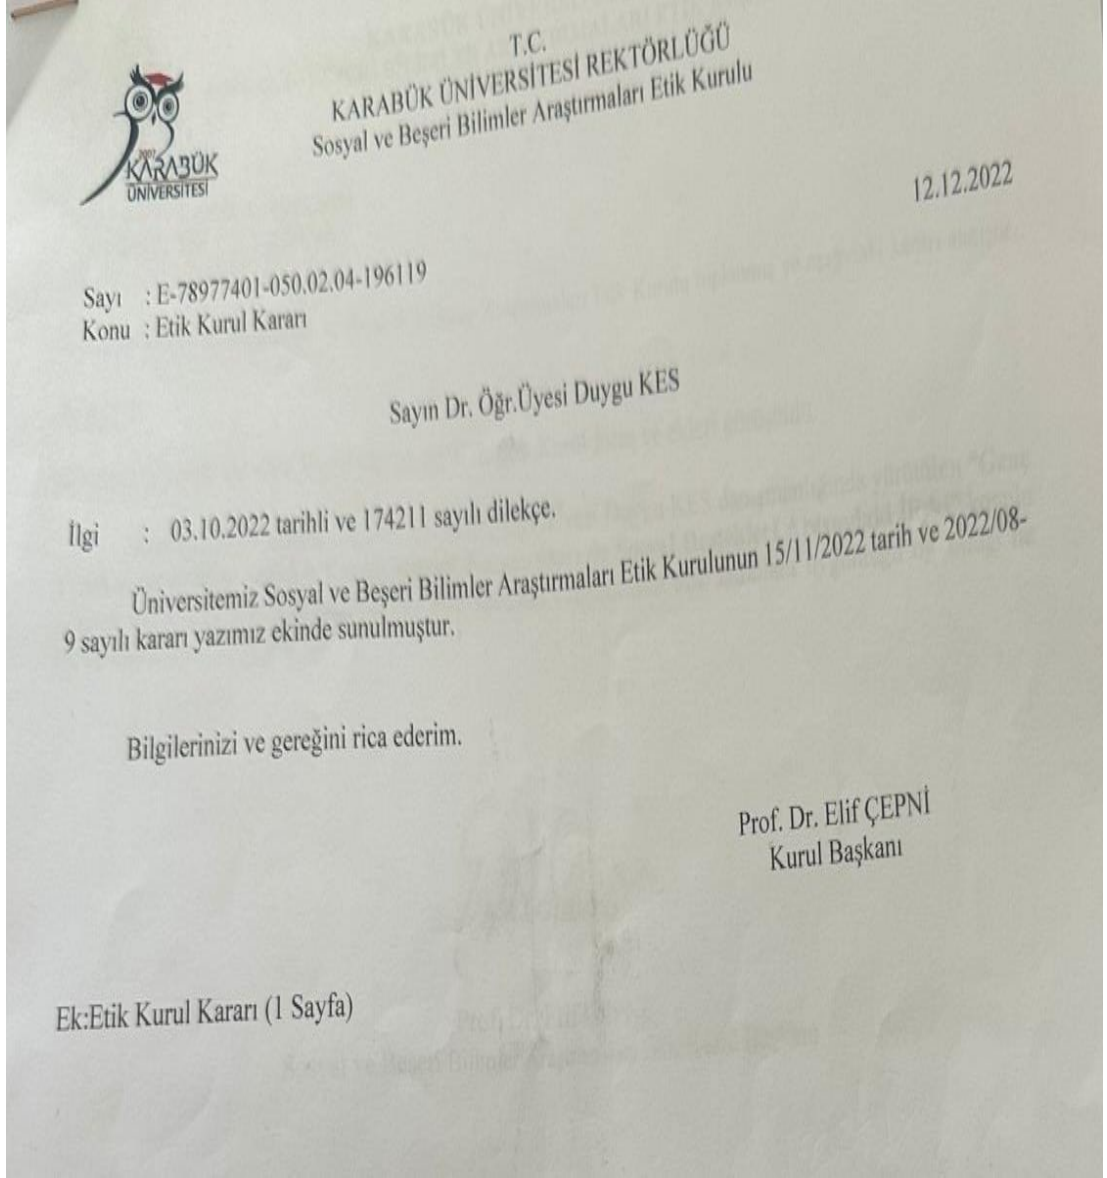 T.C.
KARABÜK ÜNİVERSİTESİ REKTÖRLÜĞÜ
Sosyal ve Beşeri Bilimler Araştırmaları Etik Kurulu
2007
KARABÜK
ÜNİVERSİTESİ
12.12.2022
Sayı : E-78977401-050.02.04-196119
Konu : Etik Kurul Kararı
Sayın Dr. Öğr.Üyesi Duygu KES
İlgi : 03.10.2022 tarihli ve 174211 sayılı dilekçe.
Üniversitemiz Sosyal ve Beşeri Bilimler Araştırmaları Etik Kurulunun 15/11/2022 tarih ve 2022/08-
9 sayılı kararı yazımız ekinde sunulmuştur.
Bilgilerinizi ve gereğini rica ederim.
Prof. Dr. Elif ÇEPNİ
Kurul Başkanı
Ek:Etik Kurul Kararı (1 Sayfa)